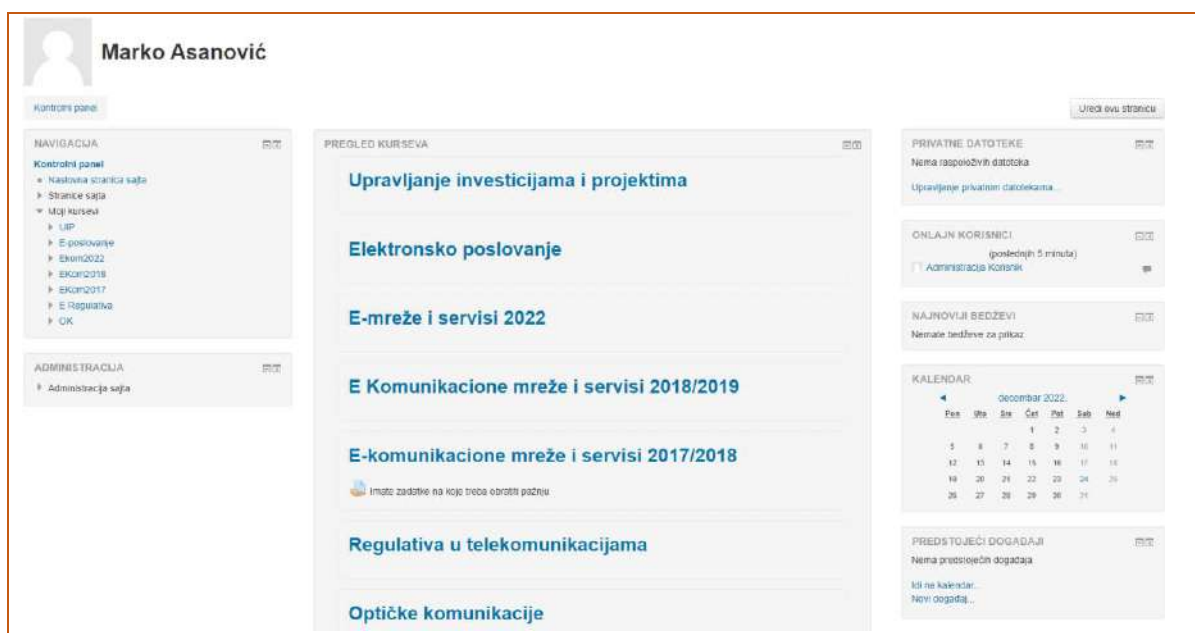 Marko Asanović
Kontrolni panel
Uredi ovu stranicu
NAVIGACIJA
Kontrolni panel
Naslovna stranica sajta
Stranice sajta
Moji kursevi
UIP
E-poslovanje
Ekom2022
EKom2018
EKom2017
E Regulativa
OK
ADMINISTRACIJA
Administracija sajta
PREGLED KURSEVA
Upravljanje investicijama i projektima
Elektronsko poslovanje
E-mreže i servisi 2022
E Komunikacione mreže i servisi 2018/2019
E-komunikacione mreže i servisi 2017/2018
Imate zadatke na koje treba obratiti pažnju
Regulativa u telekomunikacijama
Optičke komunikacije
PRIVATNE DATOTEKE
Nema raspoloživih datoteka
Upravljanje privatnim datotekama...
ONLAJN KORISNICI
(poslednjih 5 minuta)
Administracija Korisnik
NAJNOVIJI BEDŽEVI
Nemate bedževe za prikaz
KALENDAR
◄ decembar 2022. ►
Pon Uto Sre Čet Pet Sub Ned
1 2 3 4
5 6 7 8 9 10 11
12 13 14 15 16 17 18
19 20 21 22 23 24 25
26 27 28 29 30 31
PREDSTOJEĆI DOGAĐAJI
Nema predstojećih događaja
Idi na kalendar...
Novi događaj...